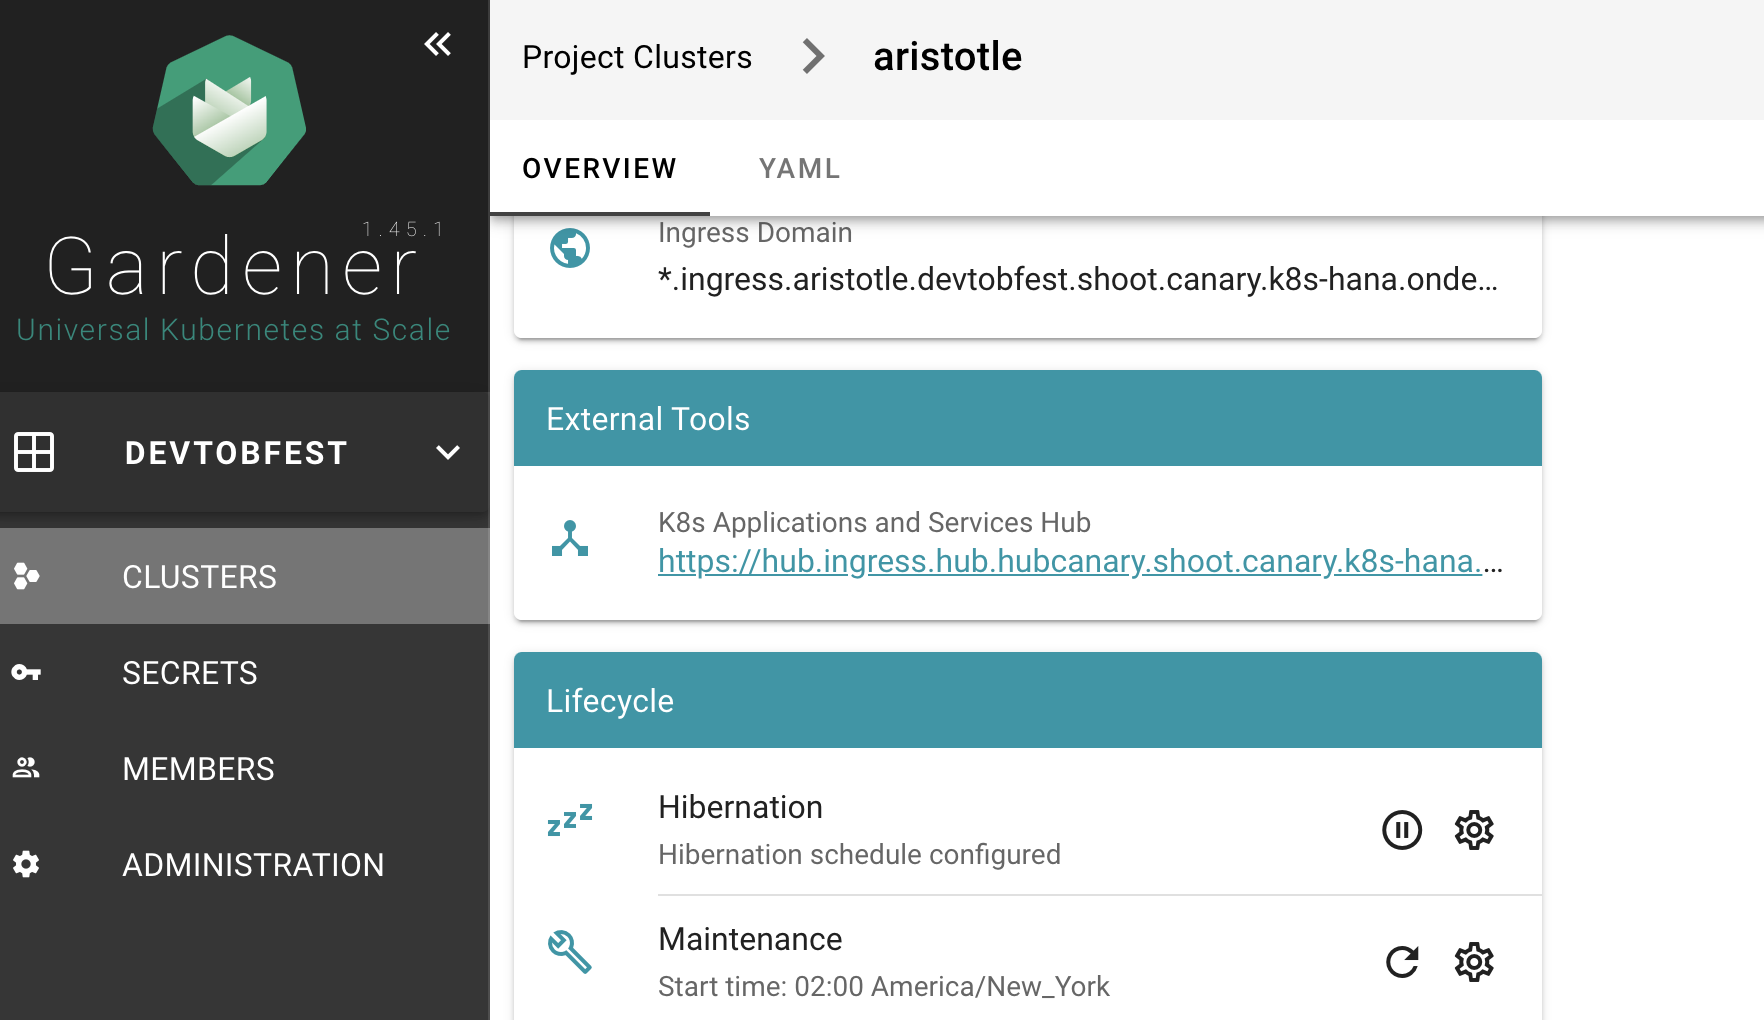 1.45.1
Gardener
Universal Kubernetes at Scale
DEVTOBFEST
CLUSTERS
SECRETS
MEMBERS
ADMINISTRATION
Project Clusters
aristotle
OVERVIEW YAML
Ingress Domain
*.ingress.aristotle.devtobfest.shoot.canary.k8s-hana.onde...
External Tools
K8s Applications and Services Hub
https://hub.ingress.hub.hubcanary.shoot.canary.k8s-hana....
Lifecycle
zzz
Hibernation
Hibernation schedule configured
Maintenance
Start time: 02:00 America/New_York